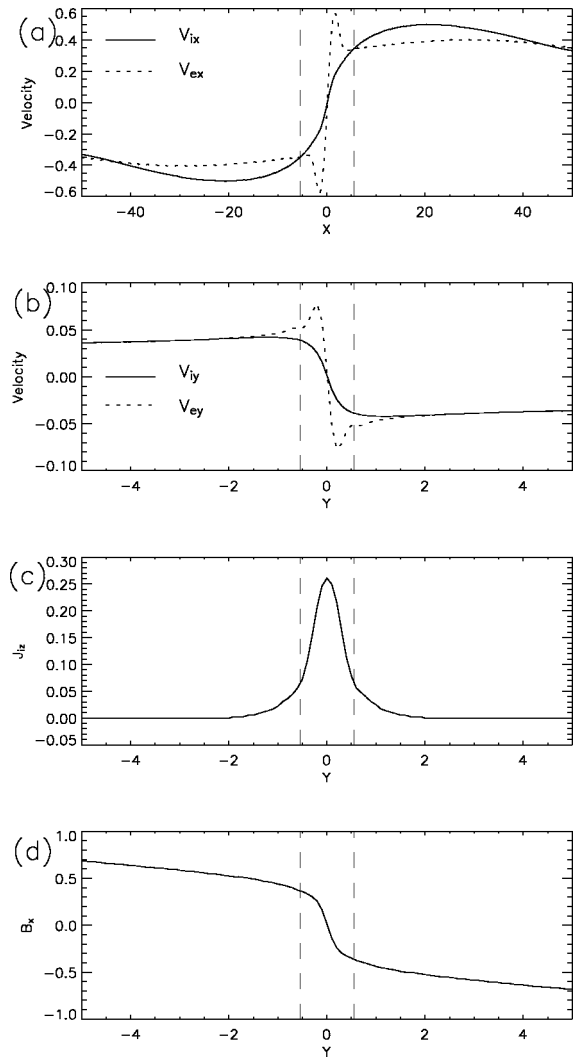 (a)
V_ix
V_ex
0.6
0.4
0.2
0.0
-0.2
-0.4
-0.6
Velocity
-40 -20 0 20 40
X
(b)
0.10
0.05
0.00
-0.05
-0.10
Velocity
V_iy
V_ey
-4 -2 0 2 4
Y
(c)
0.30
0.25
0.20
0.15
0.10
0.05
0.00
-0.05
J_iz
-4 -2 0 2 4
Y
(d)
1.0
0.5
0.0
-0.5
-1.0
B_x
-4 -2 0 2 4
Y